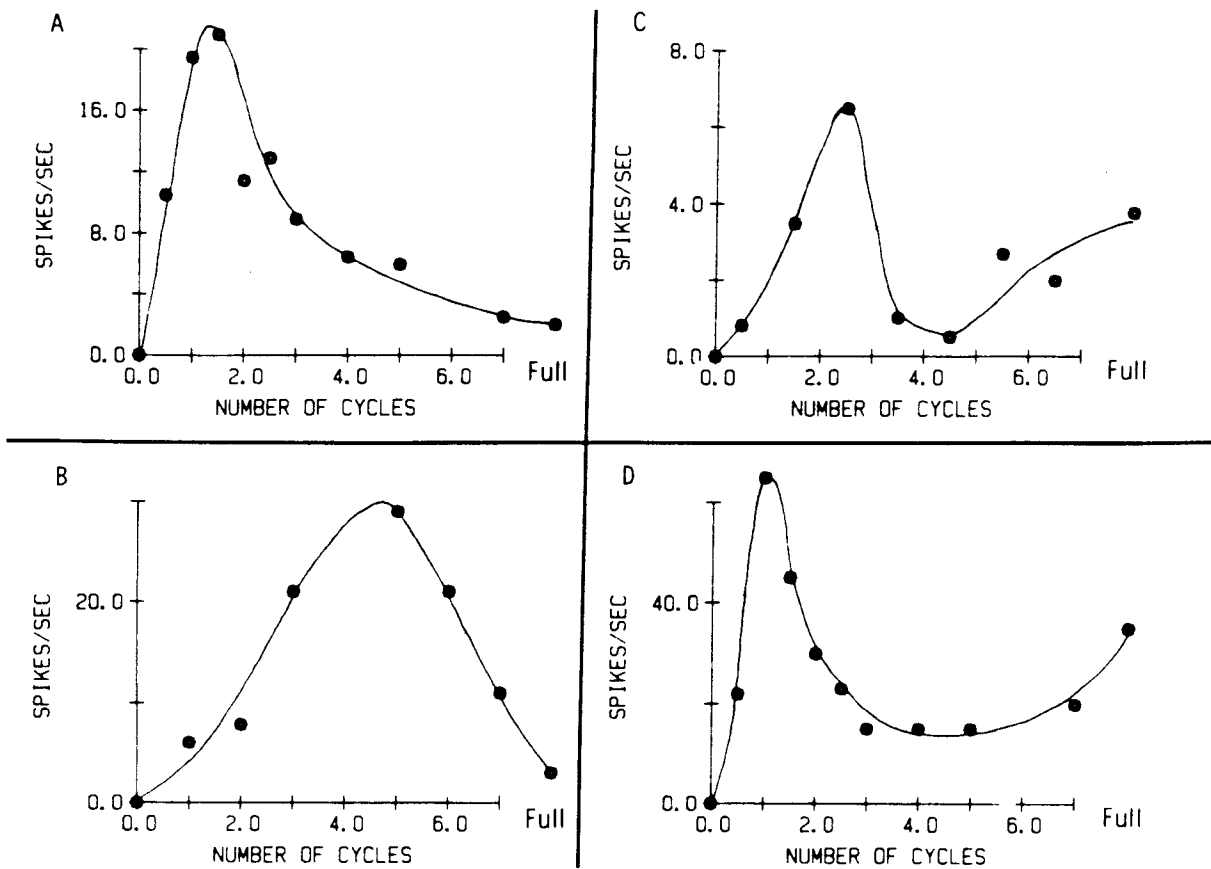 A
SPIKES/SEC
16.0
8.0
0.0
0.0 2.0 4.0 6.0 Full
NUMBER OF CYCLES
C
SPIKES/SEC
8.0
4.0
0.0
0.0 2.0 4.0 6.0 Full
NUMBER OF CYCLES
B
SPIKES/SEC
20.0
0.0
0.0 2.0 4.0 6.0 Full
NUMBER OF CYCLES
D
SPIKES/SEC
40.0
0.0
0.0 2.0 4.0 6.0 Full
NUMBER OF CYCLES